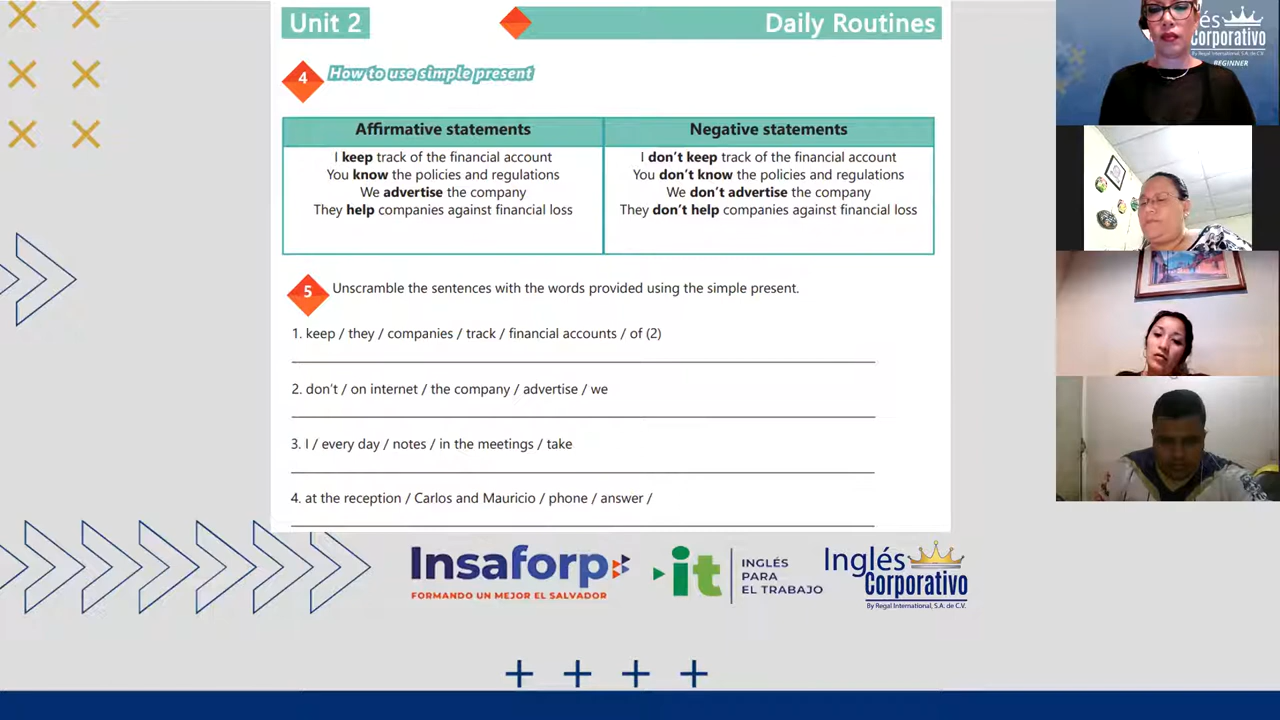 Unit 2
Daily Routines
4
How to use simple present
Affirmative statements
Negative statements
I keep track of the financial account
You know the policies and regulations
We advertise the company
They help companies against financial loss
I don't keep track of the financial account
You don't know the policies and regulations
We don't advertise the company
They don't help companies against financial loss
5
Unscramble the sentences with the words provided using the simple present.
1. keep / they / companies / track / financial accounts / of (2)
2. don't / on internet / the company / advertise / we
3. I / every day / notes / in the meetings / take
4. at the reception / Carlos and Mauricio / phone / answer /
Insaforp
FORMANDO UN MEJOR EL SALVADOR
it
INGLÉS
PARA
EL TRABAJO
Inglés
Corporativo
By Regal International, S.A. de C.V.
és
corporativo
By Regal International, S.A. de C.V.
BEGINNER